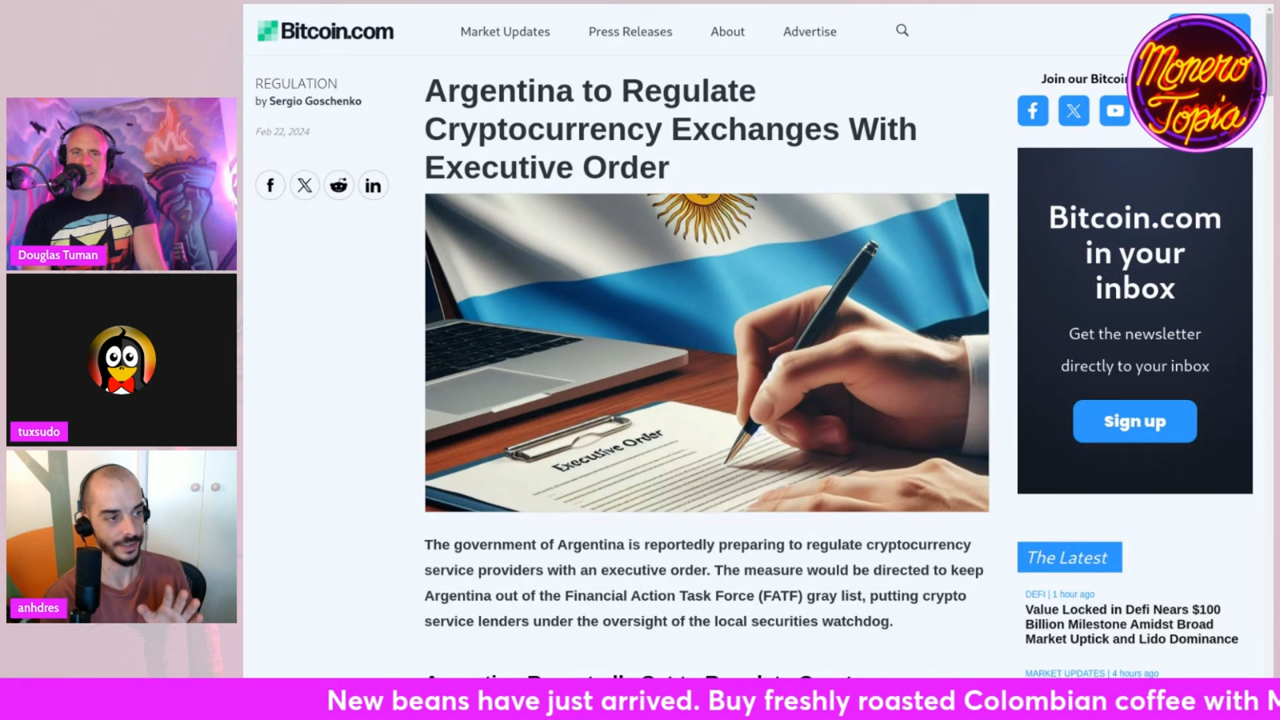 Bitcoin.com
Market Updates
Press Releases
About
Advertise
Monero
Topia
REGULATION
by Sergio Goschenko
Feb 22, 2024
Argentina to Regulate
Cryptocurrency Exchanges With
Executive Order
Join our Bitcoin
Executive Order
Bitcoin.com
in your
inbox
Get the newsletter
directly to your inbox
Sign up
Douglas Tuman
tuxsudo
anhdres
The government of Argentina is reportedly preparing to regulate cryptocurrency
service providers with an executive order. The measure would be directed to keep
Argentina out of the Financial Action Task Force (FATF) gray list, putting crypto
service lenders under the oversight of the local securities watchdog.
The Latest
DEFI | 1 hour ago
Value Locked in Defi Nears $100
Billion Milestone Amidst Broad
Market Uptick and Lido Dominance
MARKET UPDATES | 4 hours ago
New beans have just arrived. Buy freshly roasted Colombian coffee with